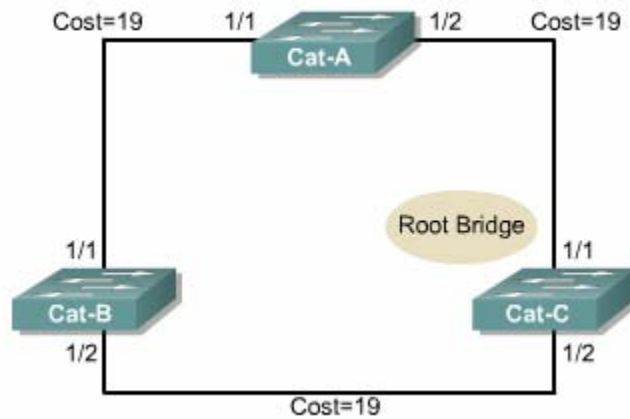 Cost=19
1/1
1/2
Cost=19
Cat-A
Root Bridge
1/1
1/1
Cat-B
Cat-C
1/2
1/2
Cost=19